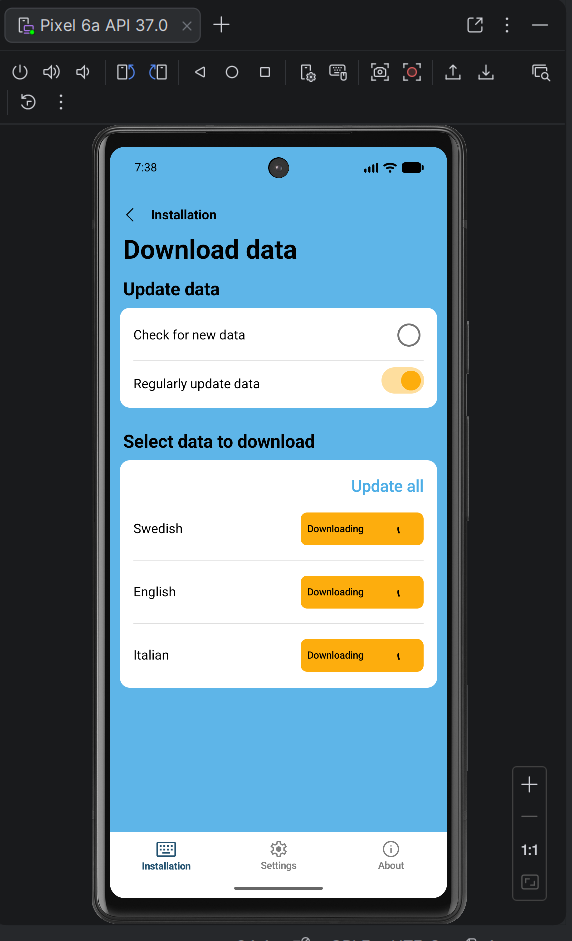 Pixel 6a API 37.0
7:38
Installation
Download data
Update data
Check for new data
Regularly update data
Select data to download
Update all
Swedish
Downloading
English
Downloading
Italian
Downloading
1:1
Installation
Settings
About